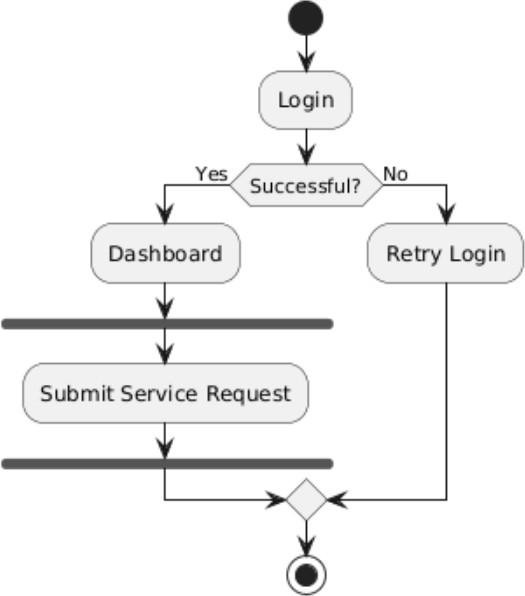 Login
Yes
Successful?
No
Dashboard
Retry Login
Submit Service Request